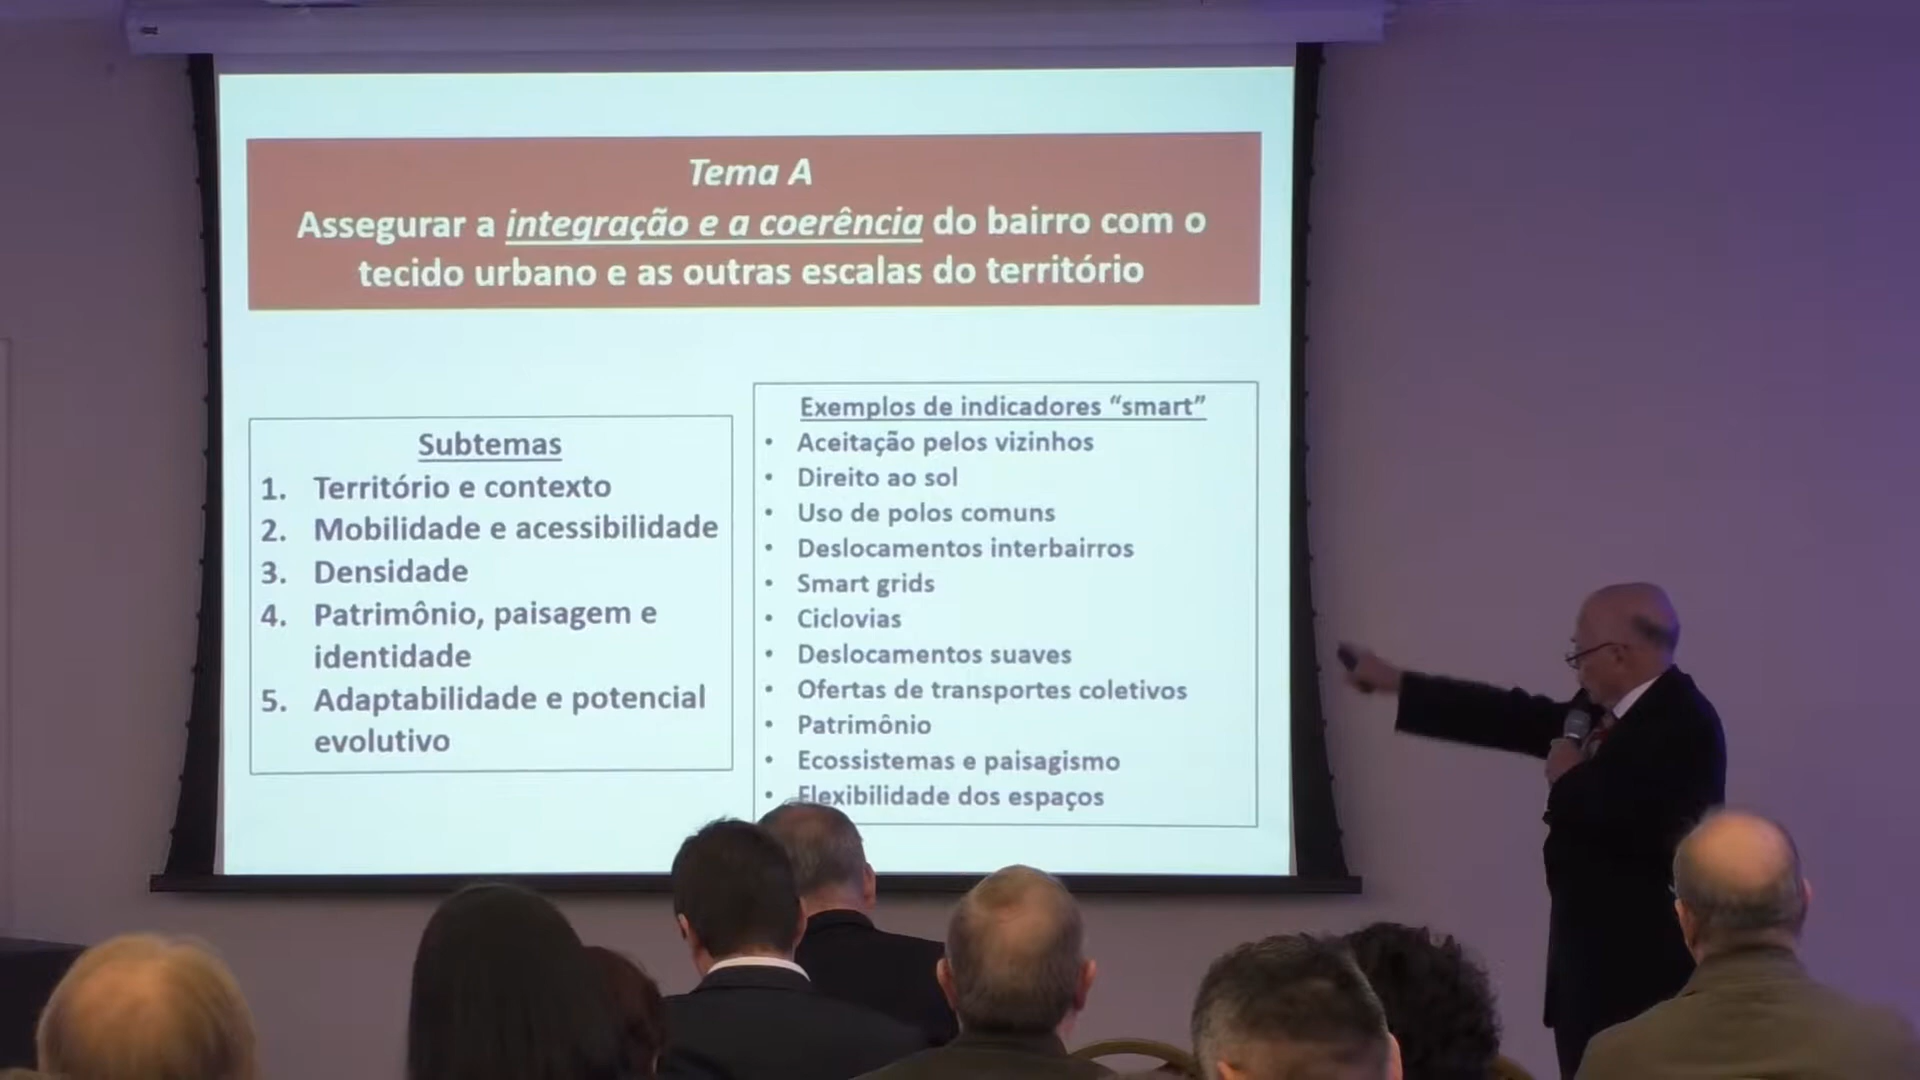 Tema A
Assegurar a integração e a coerência do bairro com o
tecido urbano e as outras escalas do território
Subtemas
1. Território e contexto
2. Mobilidade e acessibilidade
3. Densidade
4. Patrimônio, paisagem e
identidade
5. Adaptabilidade e potencial
evolutivo
Exemplos de indicadores “smart”
• Aceitação pelos vizinhos
• Direito ao sol
• Uso de polos comuns
• Deslocamentos interbairros
• Smart grids
• Ciclovias
• Deslocamentos suaves
• Ofertas de transportes coletivos
• Patrimônio
• Ecossistemas e paisagismo
• Flexibilidade dos espaços